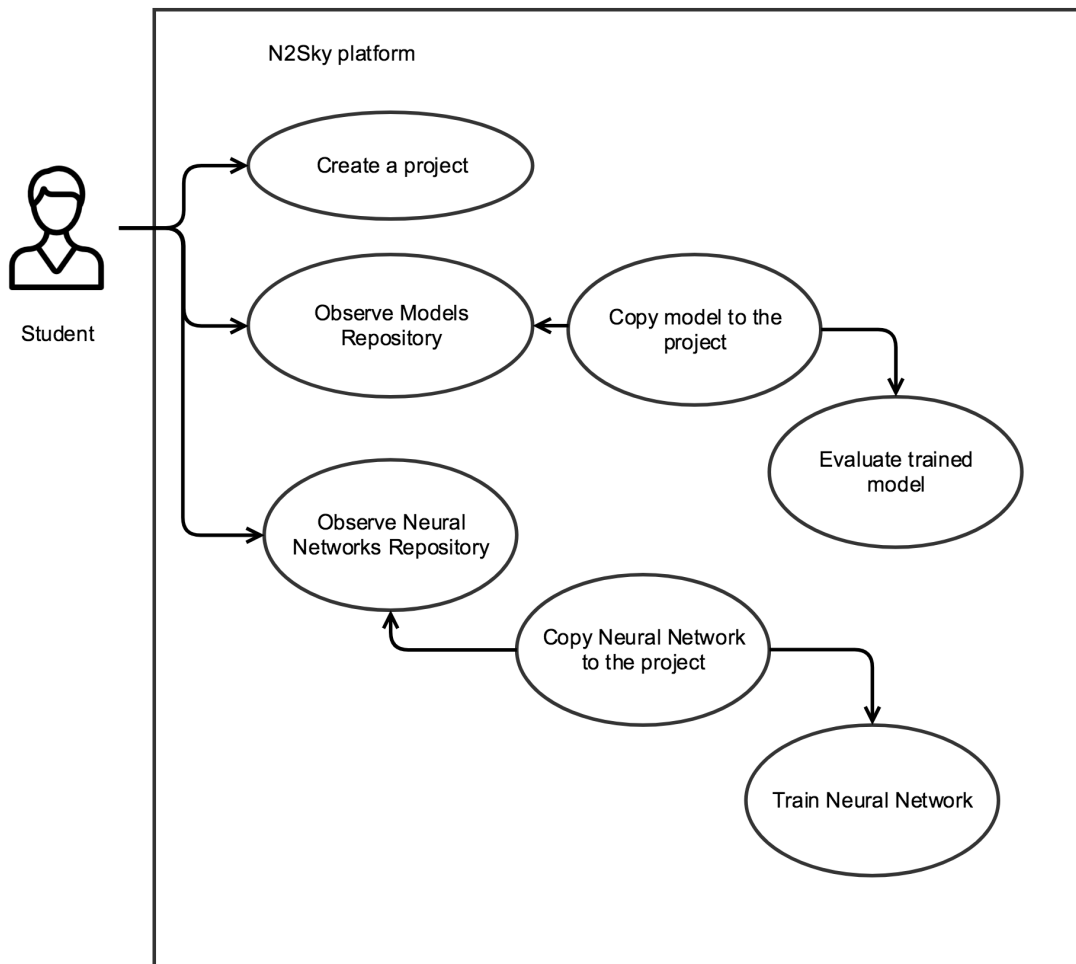 N2Sky platform
Create a project
Student
Observe Models
Repository
Copy model to the
project
Evaluate trained
model
Observe Neural
Networks Repository
Copy Neural Network
to the project
Train Neural Network